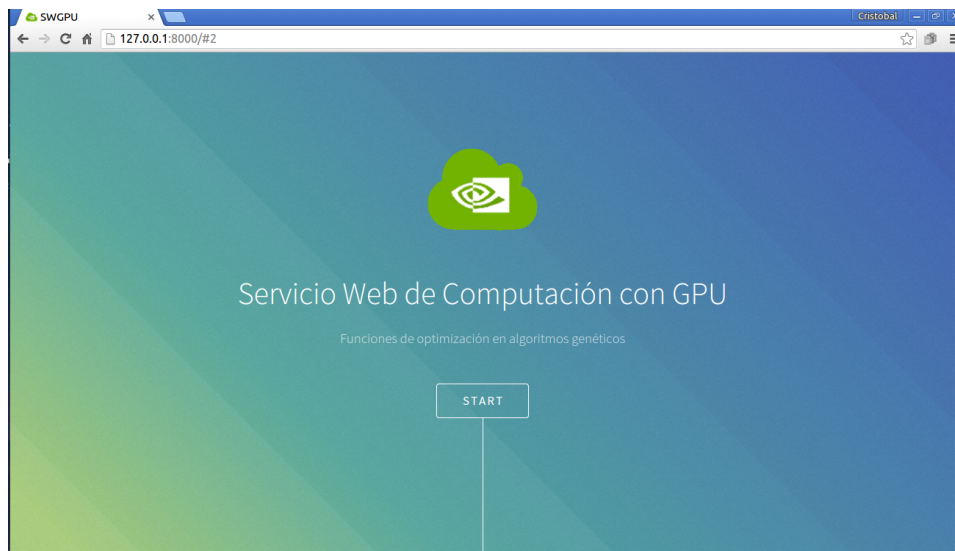 SWGPU
Cristobal
127.0.0.1:8000/#2
Servicio Web de Computación con GPU
Funciones de optimización en algoritmos genéticos
START